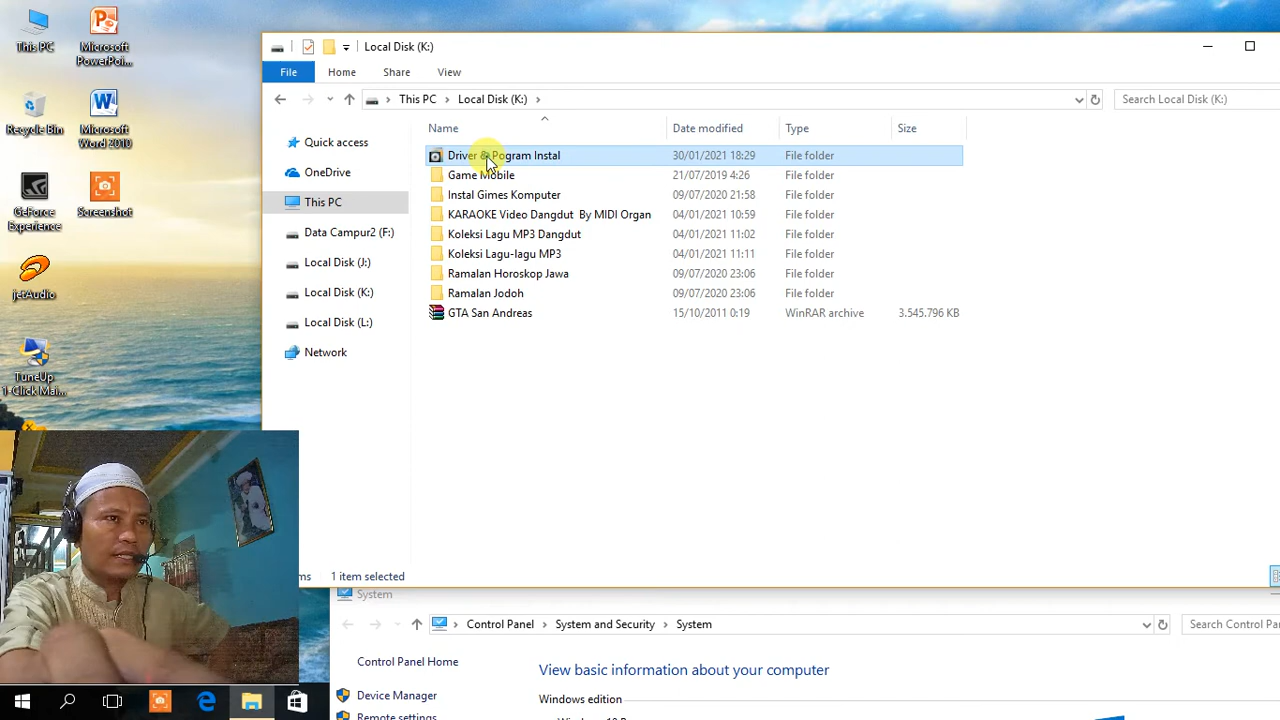 This PC
Microsoft PowerPoi...
Recycle Bin
Microsoft Word 2010
GeForce Experience
Screenshot
jetAudio
TuneUp 1-Click Mai...
Local Disk (K:)
File
Home
Share
View
This PC
Local Disk (K:)
Search Local Disk (K:)
Name
Date modified
Type
Size
Quick access
OneDrive
This PC
Data Campur2 (F:)
Local Disk (J:)
Local Disk (K:)
Local Disk (L:)
Network
Driver & Pogram Instal 30/01/2021 18:29 File folder
Game Mobile 21/07/2019 4:26 File folder
Instal Gimes Komputer 09/07/2020 21:58 File folder
KARAOKE Video Dangdut By MIDI Organ 04/01/2021 10:59 File folder
Koleksi Lagu MP3 Dangdut 04/01/2021 11:02 File folder
Koleksi Lagu-lagu MP3 04/01/2021 11:11 File folder
Ramalan Horoskop Jawa 09/07/2020 23:06 File folder
Ramalan Jodoh 09/07/2020 23:06 File folder
GTA San Andreas 15/10/2011 0:19 WinRAR archive 3.545.796 KB
1 item selected
System
Control Panel
System and Security
System
Search Control Pa
Control Panel Home
Device Manager
Remote settings
View basic information about your computer
Windows edition